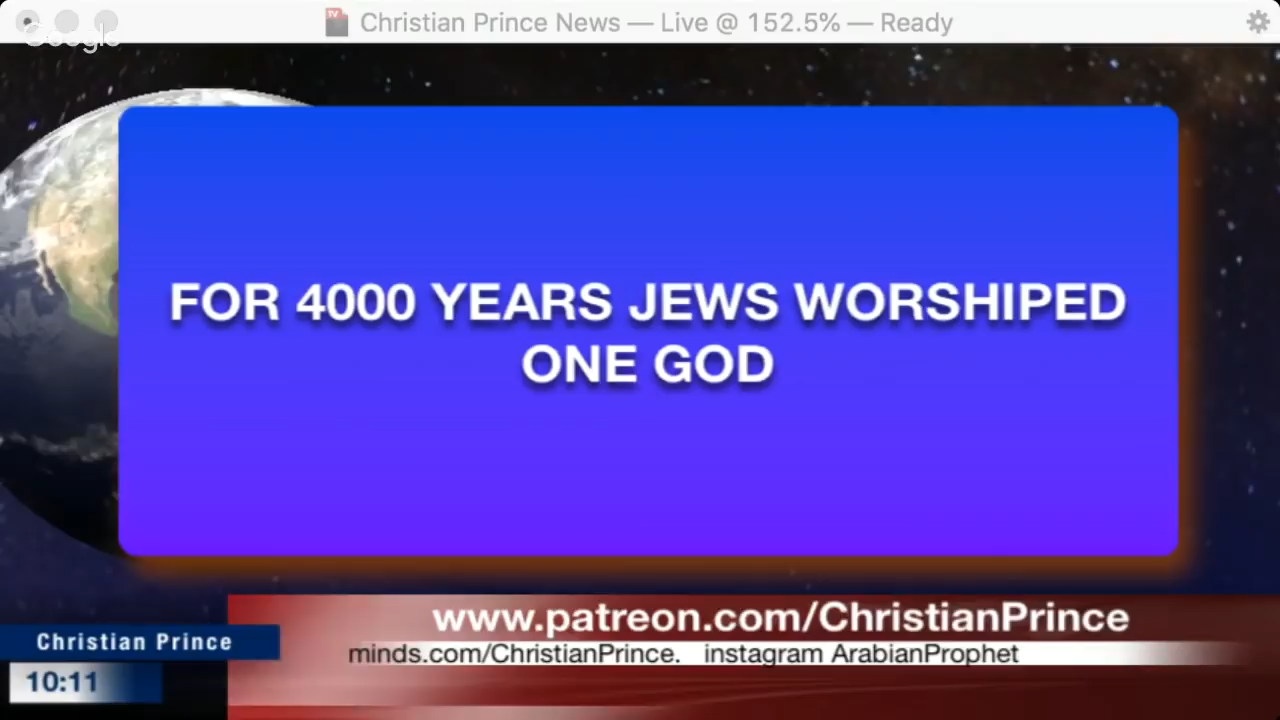 Christian Prince News — Live @ 152.5% — Ready
Google
FOR 4000 YEARS JEWS WORSHIPED
ONE GOD
www.patreon.com/ChristianPrince
Christian Prince
minds.com/ChristianPrince. instagram ArabianProphet
10:11